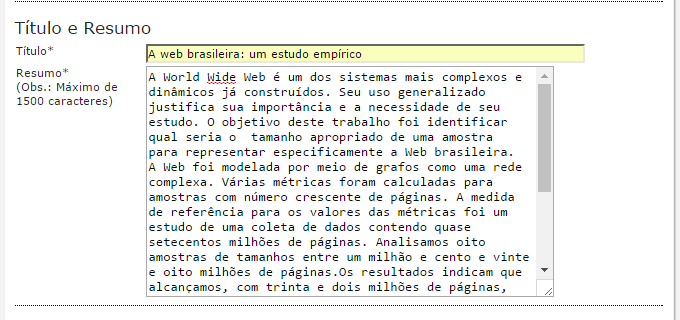 Título e Resumo
Título*
A web brasileira: um estudo empírico
Resumo*
(Obs.: Máximo de
1500 caracteres)
A World Wide Web é um dos sistemas mais complexos e
dinâmicos já construídos. Seu uso generalizado
justifica sua importância e a necessidade de seu
estudo. O objetivo deste trabalho foi identificar
qual seria o  tamanho apropriado de uma amostra
para representar especificamente a Web brasileira.
A Web foi modelada por meio de grafos como uma rede
complexa. Várias métricas foram calculadas para
amostras com número crescente de páginas. A medida
de referência para os valores das métricas foi um
estudo de uma coleta de dados contendo quase
setecentos milhões de páginas. Analisamos oito
amostras de tamanhos entre um milhão e cento e vinte
e oito milhões de páginas.Os resultados indicam que
alcançamos, com trinta e dois milhões de páginas,